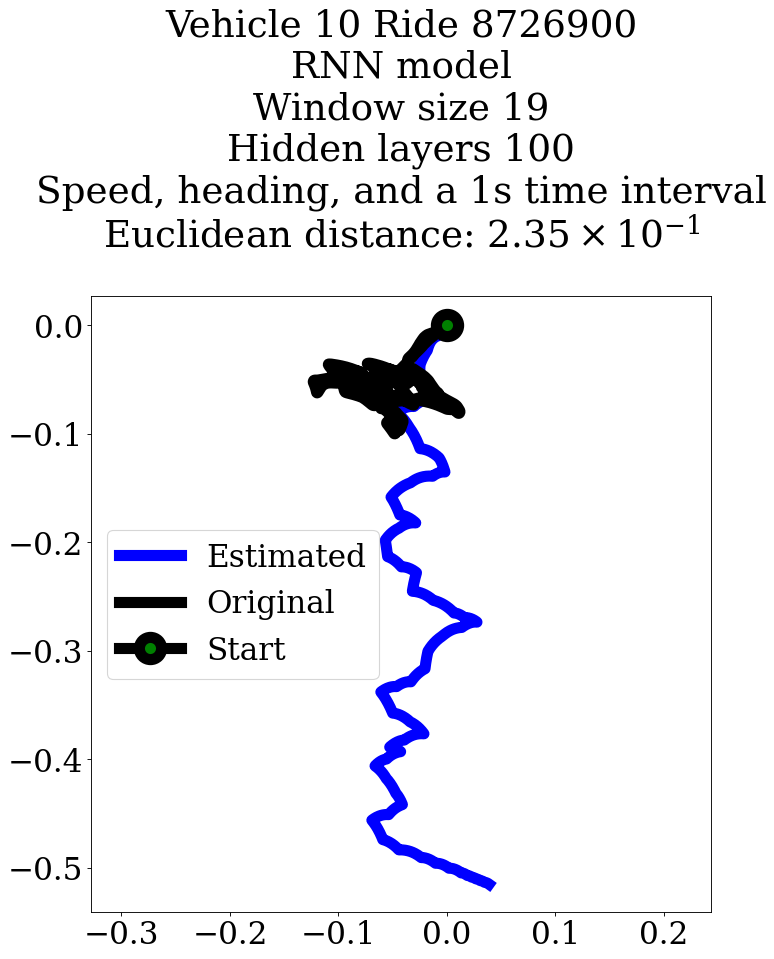 Vehicle 10 Ride 8726900
RNN model
Window size 19
Hidden layers 100
Speed, heading, and a 1s time interval
Euclidean distance: 2.35 × 10⁻¹
0.0
−0.1
−0.2
−0.3
−0.4
−0.5
Estimated
Original
Start
−0.3 −0.2 −0.1 0.0 0.1 0.2